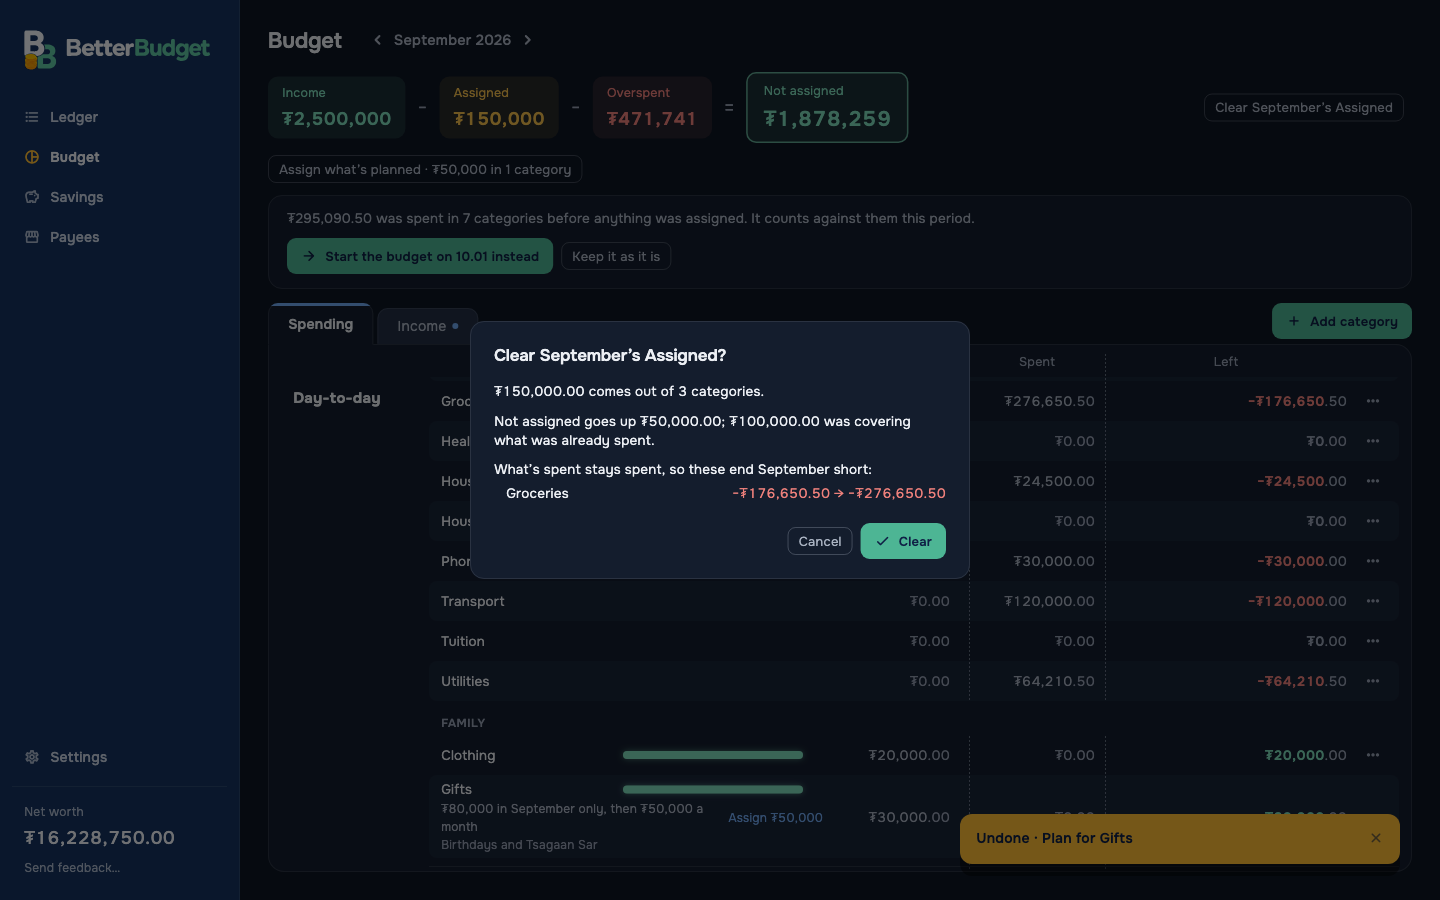 BetterBudget
Ledger
Budget
Savings
Payees
Settings
Net worth
₮16,228,750.00
Send feedback...
Budget
September 2026
Income
₮2,500,000
-
Assigned
₮150,000
-
Overspent
₮471,741
=
Not assigned
₮1,878,259
Clear September's Assigned
Assign what's planned · ₮50,000 in 1 category
₮295,090.50 was spent in 7 categories before anything was assigned. It counts against them this period.
→ Start the budget on 10.01 instead
Keep it as it is
Spending
Income
+ Add category
Spent
Left
Day-to-day
₮276,650.50 -₮176,650.50
₮0.00 ₮0.00
₮24,500.00 -₮24,500.00
₮0.00 ₮0.00
₮30,000.00 -₮30,000.00
Transport ₮0.00 ₮120,000.00 -₮120,000.00
Tuition ₮0.00 ₮0.00 ₮0.00
Utilities ₮0.00 ₮64,210.50 -₮64,210.50
FAMILY
Clothing ₮20,000.00 ₮0.00 ₮20,000.00
Gifts
₮80,000 in September only, then ₮50,000 a
month
Birthdays and Tsagaan Sar
Assign ₮50,000 ₮30,000.00
Clear September's Assigned?
₮150,000.00 comes out of 3 categories.
Not assigned goes up ₮50,000.00; ₮100,000.00 was covering
what was already spent.
What's spent stays spent, so these end September short:
Groceries -₮176,650.50 → -₮276,650.50
Cancel
Clear
Undone · Plan for Gifts